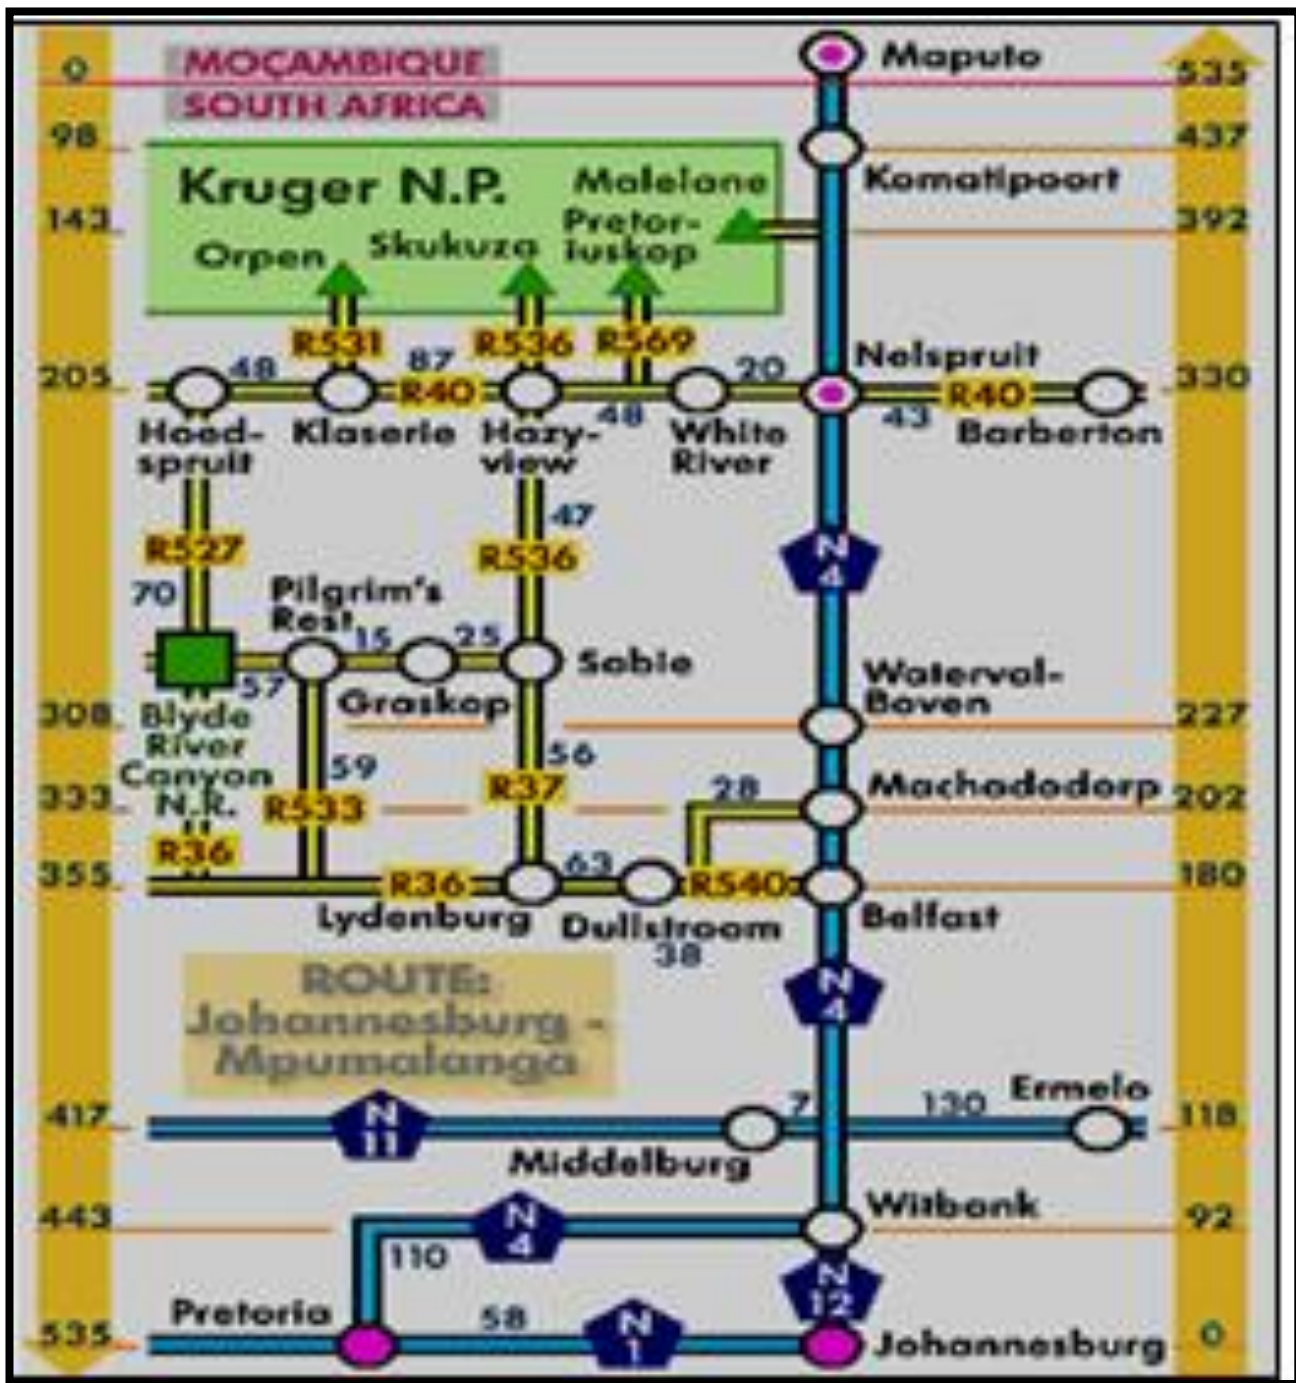 Maputo
0
MOÇAMBIQUE
535
SOUTH AFRICA
98
437
Kruger N.P.
Malelane
Komatipoort
143
Pretor-
iuskop
392
Orpen
Skukuza
R531
R536
R569
Nelspruit
205
48
87
R40
20
330
48
43
R40
Hoed-
spruit
Klaserie
Hazy-
view
White
River
Barberton
47
R527
R536
N
4
70
Pilgrim's
Rest
15
25
Sabie
57
Graskop
Waterval-
Boven
308
Blyde
River
Canyon
N.R.
227
59
56
333
R533
R37
28
Machadodorp
202
R36
355
R36
63
R540
180
Lydenburg
Dullstroom
Belfast
38
ROUTE:
Johannesburg -
Mpumalanga
N
4
417
N
11
7
130
Ermelo
118
Middelburg
443
N
4
Witbank
92
110
N
12
Pretoria
58
535
N
1
Johannesburg
0